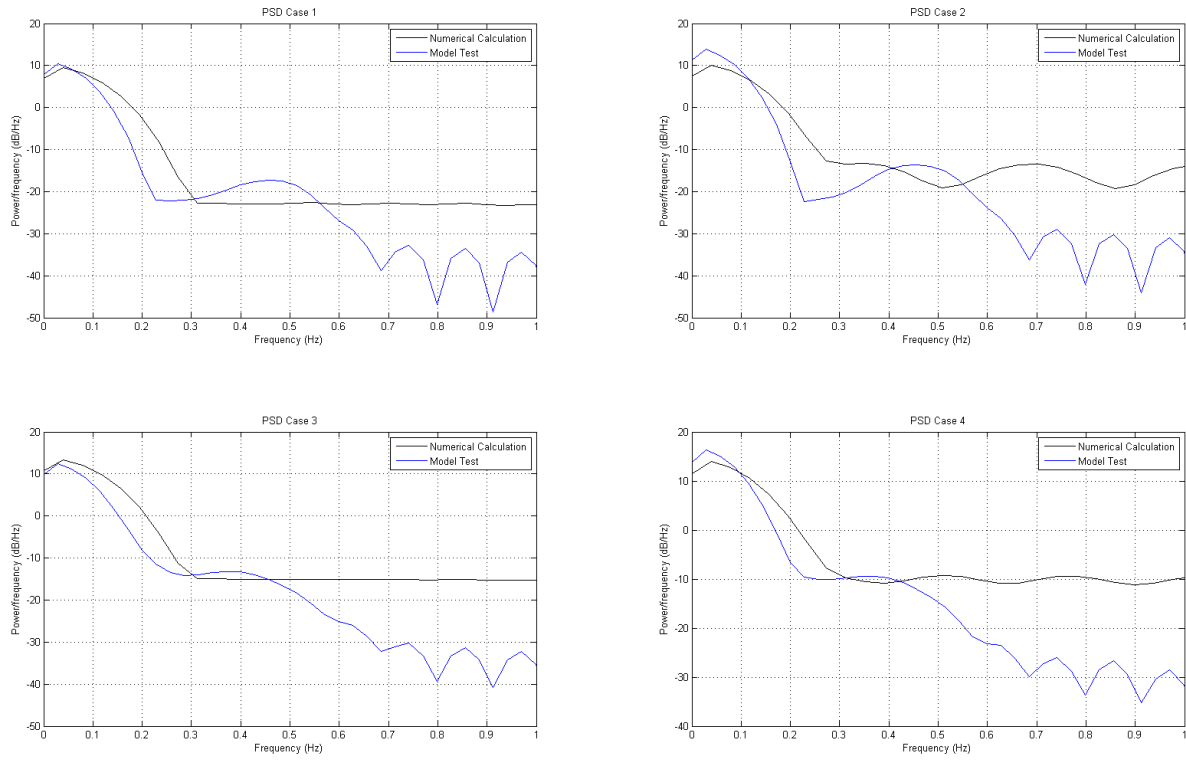 PSD Case 1
20
10
0
-10
-20
-30
-40
-50
Power/frequency (dB/Hz)
0 0.1 0.2 0.3 0.4 0.5 0.6 0.7 0.8 0.9 1
Frequency (Hz)
Numerical Calculation
Model Test
PSD Case 2
20
10
0
-10
-20
-30
-40
-50
Power/frequency (dB/Hz)
0 0.1 0.2 0.3 0.4 0.5 0.6 0.7 0.8 0.9 1
Frequency (Hz)
Numerical Calculation
Model Test
PSD Case 3
20
10
0
-10
-20
-30
-40
-50
Power/frequency (dB/Hz)
0 0.1 0.2 0.3 0.4 0.5 0.6 0.7 0.8 0.9 1
Frequency (Hz)
Numerical Calculation
Model Test
PSD Case 4
20
10
0
-10
-20
-30
-40
Power/frequency (dB/Hz)
0 0.1 0.2 0.3 0.4 0.5 0.6 0.7 0.8 0.9 1
Frequency (Hz)
Numerical Calculation
Model Test